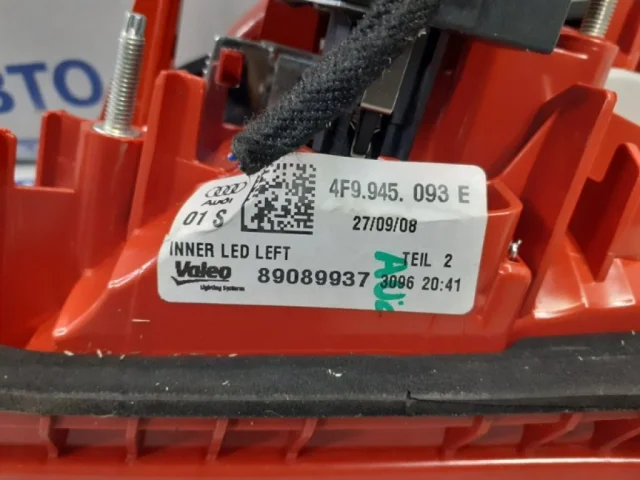 ВТО
AUDI
01 S
4F9.945. 093 E
27/09/08
INNER LED LEFT
TEIL 2
Valeo
Lighting Systems
89089937
3096 20:41